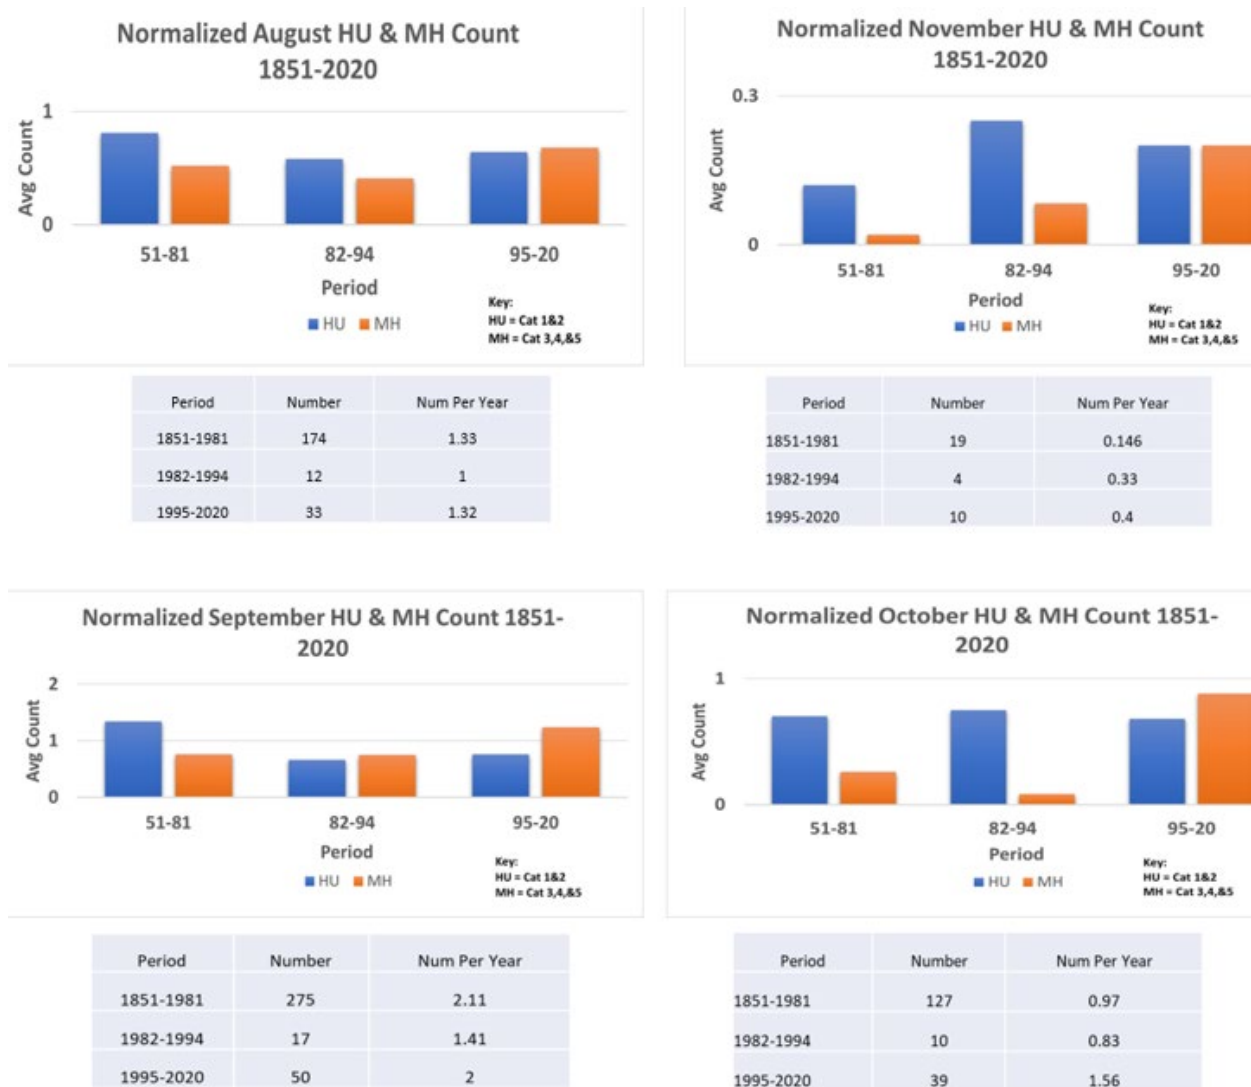 Normalized August HU & MH Count
1851-2020
1
0
Avg Count
51-81
82-94
95-20
Period
HU MH
Key:
HU = Cat 1&2
MH = Cat 3,4,&5
Period Number Num Per Year
1851-1981 174 1.33
1982-1994 12 1
1995-2020 33 1.32
Normalized November HU & MH Count
1851-2020
0.3
0
Avg Count
51-81
82-94
95-20
Period
HU MH
Key:
HU = Cat 1&2
MH = Cat 3,4,&5
Period Number Num Per Year
1851-1981 19 0.146
1982-1994 4 0.33
1995-2020 10 0.4
Normalized September HU & MH Count 1851-
2020
2
1
0
Avg Count
51-81
82-94
95-20
Period
HU MH
Key:
HU = Cat 1&2
MH = Cat 3,4,&5
Period Number Num Per Year
1851-1981 275 2.11
1982-1994 17 1.41
1995-2020 50 2
Normalized October HU & MH Count 1851-
2020
1
0
Avg Count
51-81
82-94
95-20
Period
HU MH
Key:
HU = Cat 1&2
MH = Cat 3,4,&5
Period Number Num Per Year
1851-1981 127 0.97
1982-1994 10 0.83
1995-2020 39 1.56